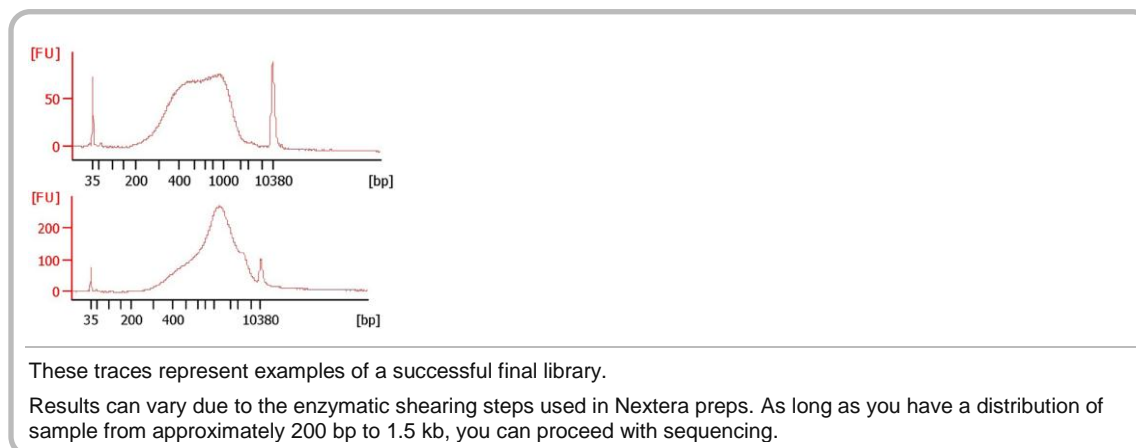 [FU]
50
0
35 200 400 1000 10380 [bp]
[FU]
200
100
0
35 200 400 10380 [bp]
These traces represent examples of a successful final library.
Results can vary due to the enzymatic shearing steps used in Nextera preps. As long as you have a distribution of
sample from approximately 200 bp to 1.5 kb, you can proceed with sequencing.